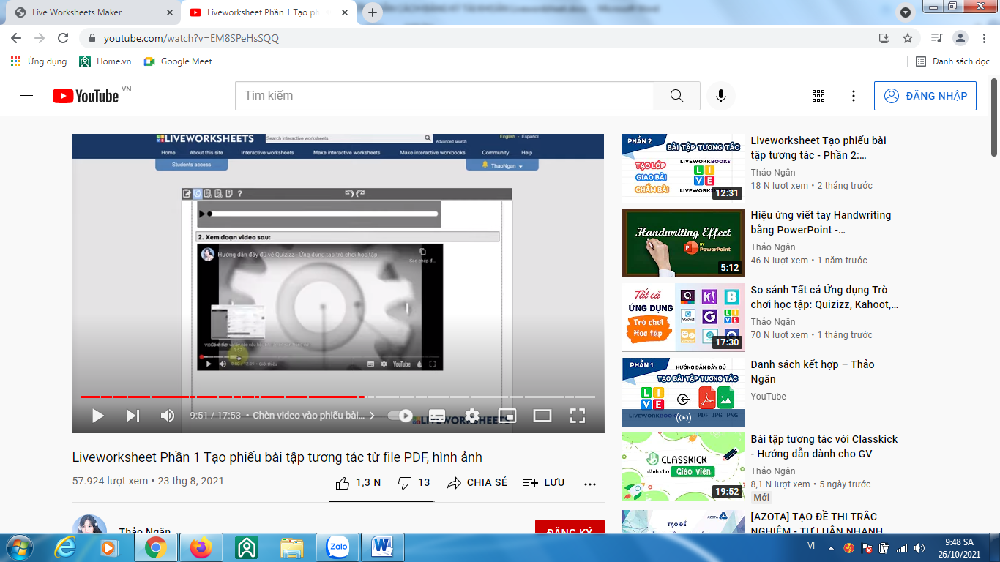 Live Worksheets Maker
Liveworksheet Phần 1 Tạo ph
youtube.com/watch?v=EM8SPeHsSQQ
Ứng dụng
Home.vn
Google Meet
Danh sách đọc
YouTube VN
Tìm kiếm
ĐĂNG NHẬP
LIVEWORKSHEETS
Search interactive worksheets
Advanced search
English - Español
Home
About this site
Interactive worksheets
Make interactive worksheets
Make interactive workbooks
Community
Help
Students access
ThaoNgan
?
2. Xem đoạn video sau:
Hướng dẫn đầy đủ về Quizizz - Ứng dụng tạo trò chơi học tập
Sao chép đ...
YouTube
9:51 / 17:53 • Chèn video vào phiếu bài...
LIVEWORKSHEETS
Liveworksheet Phần 1 Tạo phiếu bài tập tương tác từ file PDF, hình ảnh
57.924 lượt xem • 23 thg 8, 2021
1,3 N
13
CHIA SẺ
LƯU
Thảo Ngân
ĐĂNG KÝ
PHẦN 2
BÀI TẬP TƯƠNG TÁC
TẠO LỚP
GIAO BÀI
CHẤM BÀI
LIVEWORKBOOKS
LIVE
12:31
Liveworksheet Tạo phiếu bài
tập tương tác - Phần 2:...
Thảo Ngân
18 N lượt xem • 2 tháng trước
Handwriting Effect
BY
PowerPoint
5:12
Hiệu ứng viết tay Handwriting
bằng PowerPoint -...
Thảo Ngân
46 N lượt xem • 1 năm trước
Tất cả
ỨNG DỤNG
Trò chơi
Học tập
17:30
So sánh Tất cả Ứng dụng Trò
chơi học tập: Quizizz, Kahoot,...
Thảo Ngân
70 N lượt xem • 1 tháng trước
PHẦN 1
HƯỚNG DẪN ĐẦY ĐỦ
TẠO BÀI TẬP TƯƠNG TÁC
LIVE
PDF JPG PNG
Danh sách kết hợp – Thảo
Ngân
YouTube
CLASSKICK
dành cho
Giáo viên
19:52
Bài tập tương tác với Classkick
- Hướng dẫn dành cho GV
Thảo Ngân
8,1 N lượt xem • 5 ngày trước
Mới
AZOTA
TẠO ĐỀ
[AZOTA] TẠO ĐỀ THI TRẮC
NGHIỆM - TỰ LUẬN NHANH
Zalo
VI
9:48 SA
26/10/2021